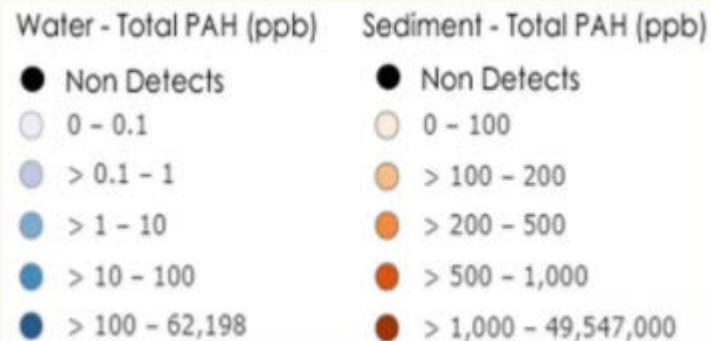 Water - Total PAH (ppb)
Non Detects
0 – 0.1
> 0.1 – 1
> 1 – 10
> 10 – 100
> 100 – 62,198
Sediment - Total PAH (ppb)
Non Detects
0 – 100
> 100 – 200
> 200 – 500
> 500 – 1,000
> 1,000 – 49,547,000